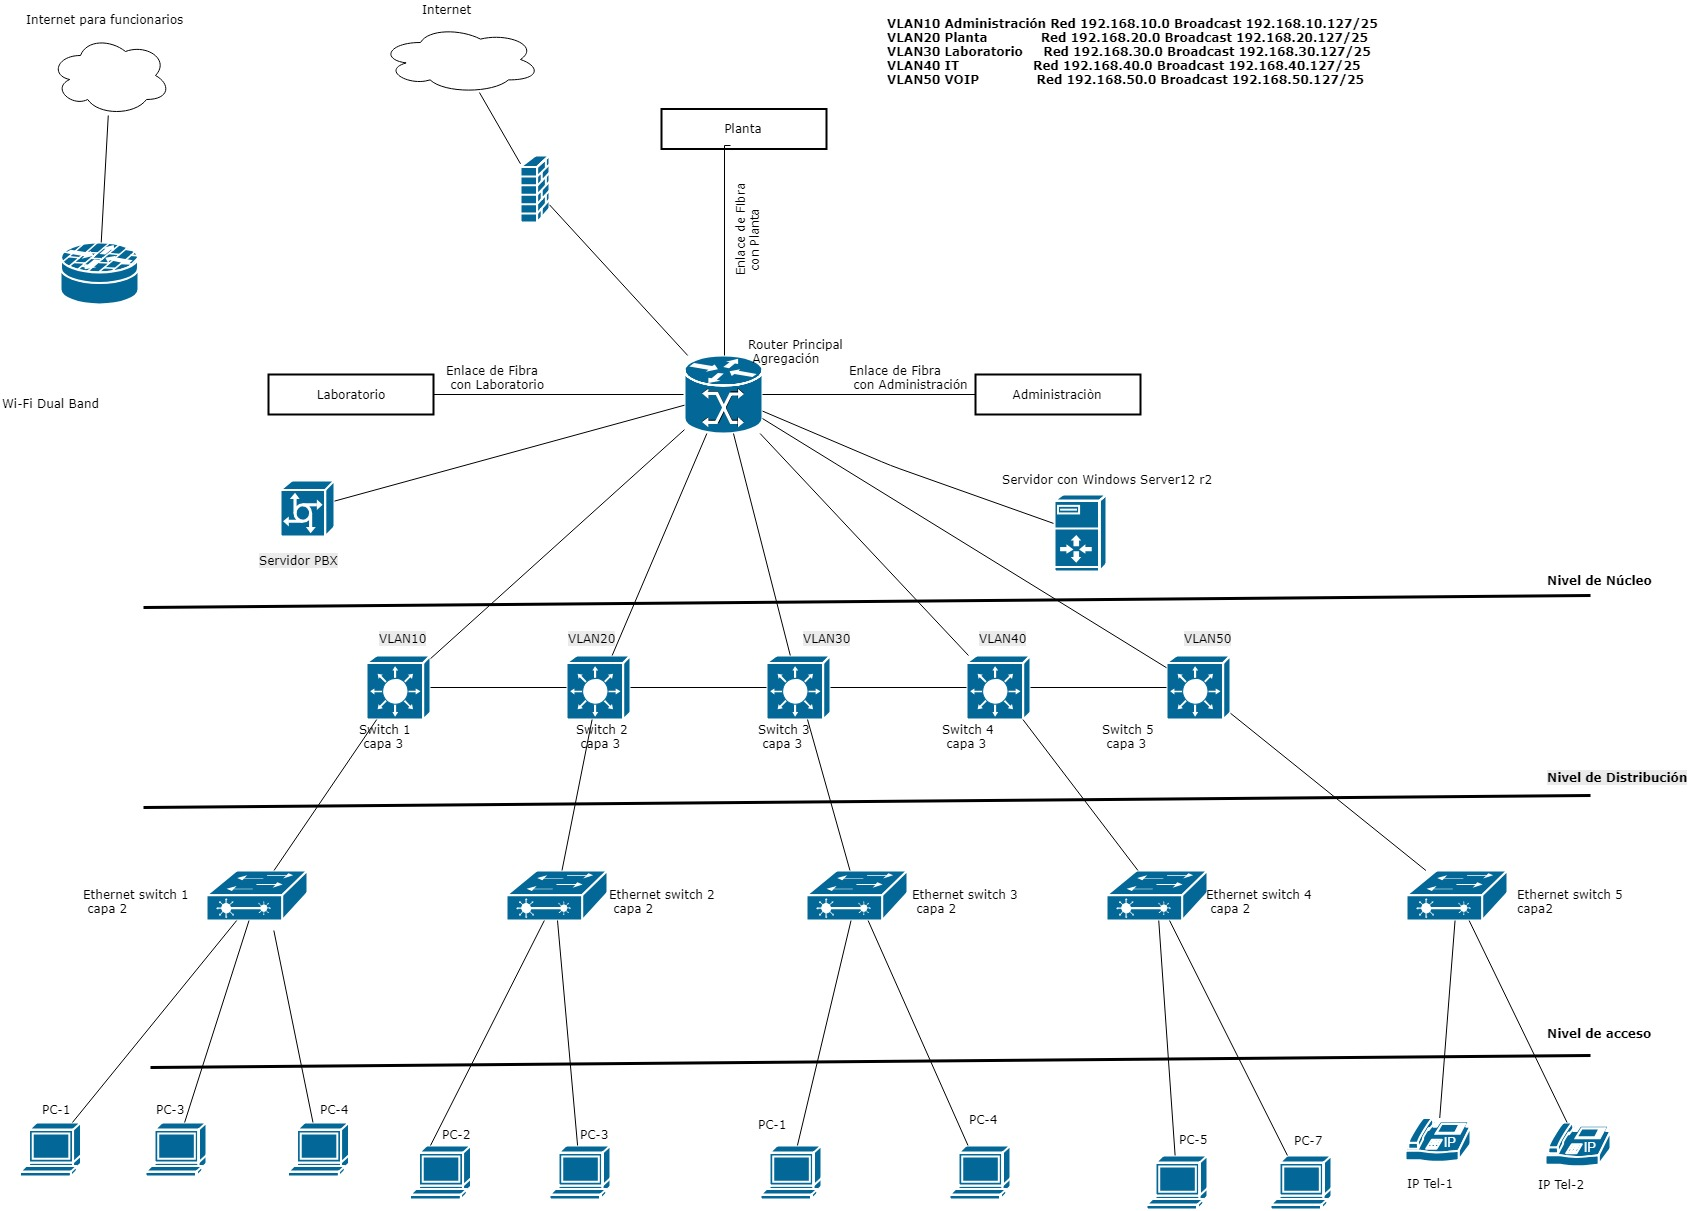 Internet para funcionarios
Internet
VLAN10 Administración Red 192.168.10.0 Broadcast 192.168.10.127/25
VLAN20 Planta Red 192.168.20.0 Broadcast 192.168.20.127/25
VLAN30 Laboratorio Red 192.168.30.0 Broadcast 192.168.30.127/25
VLAN40 IT Red 192.168.40.0 Broadcast 192.168.40.127/25
VLAN50 VOIP Red 192.168.50.0 Broadcast 192.168.50.127/25
Planta
Enlace de FIbra
con Planta
Router Principal
Agregación
Enlace de Fibra
con Laboratorio
Enlace de Fibra
con Administración
Laboratorio
Administraciòn
Wi-Fi Dual Band
Servidor con Windows Server12 r2
Servidor PBX
Nivel de Núcleo
VLAN10
VLAN20
VLAN30
VLAN40
VLAN50
Switch 1
capa 3
Switch 2
capa 3
Switch 3
capa 3
Switch 4
capa 3
Switch 5
capa 3
Nivel de Distribución
Ethernet switch 1
capa 2
Ethernet switch 2
capa 2
Ethernet switch 3
capa 2
Ethernet switch 4
capa 2
Ethernet switch 5
capa2
Nivel de acceso
PC-1
PC-3
PC-4
PC-2
PC-3
PC-1
PC-4
PC-5
PC-7
IP
IP
IP Tel-1
IP Tel-2